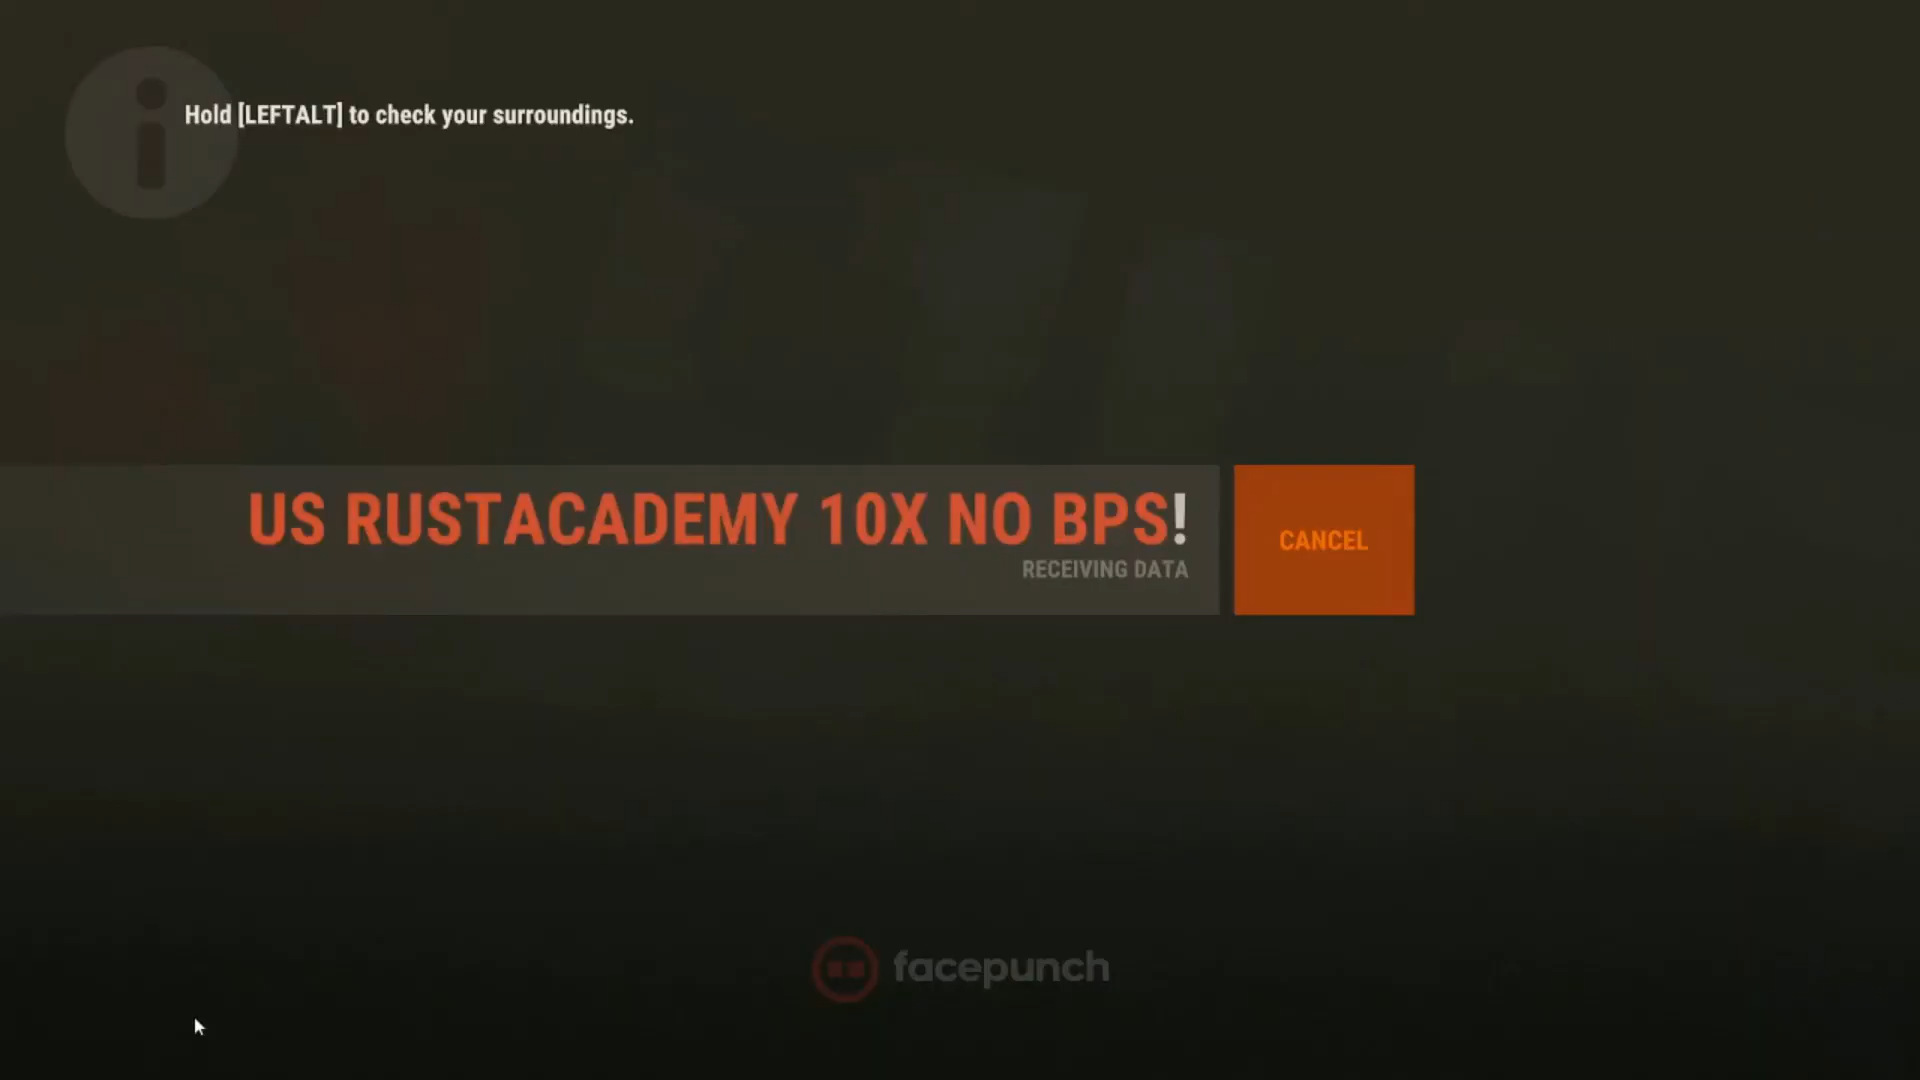 Hold [LEFTALT] to check your surroundings.
US RUSTACADEMY 10X NO BPS!
RECEIVING DATA
CANCEL
facepunch